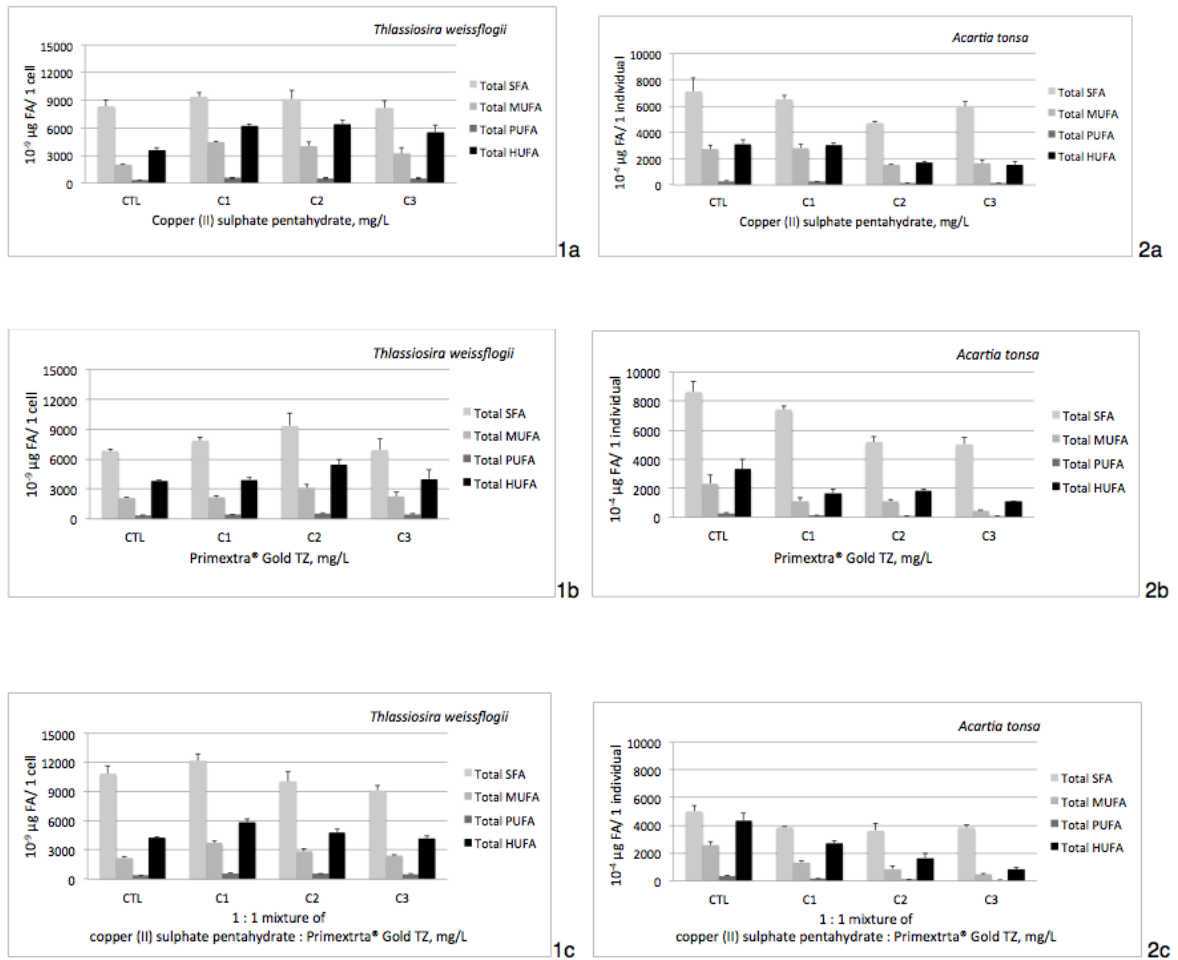 Thlassiosira weissflogii
15000
12000
9000
6000
3000
0
10⁻⁹ µg FA/ 1 cell
Total SFA
Total MUFA
Total PUFA
Total HUFA
CTL C1 C2 C3
Copper (II) sulphate pentahydrate, mg/L
1a
Acartia tonsa
10000
8000
6000
4000
2000
0
10⁻⁴ µg FA/ 1 individual
Total SFA
Total MUFA
Total PUFA
Total HUFA
CTL C1 C2 C3
Copper (II) sulphate pentahydrate, mg/L
2a
Thlassiosira weissflogii
15000
12000
9000
6000
3000
0
10⁻⁹ µg FA/ 1 cell
Total SFA
Total MUFA
Total PUFA
Total HUFA
CTL C1 C2 C3
Primextra® Gold TZ, mg/L
1b
Acartia tonsa
10000
8000
6000
4000
2000
0
10⁻⁴ µg FA/ 1 individual
Total SFA
Total MUFA
Total PUFA
Total HUFA
CTL C1 C2 C3
Primextra® Gold TZ, mg/L
2b
Thlassiosira weissflogii
15000
12000
9000
6000
3000
0
10⁻⁹ µg FA/ 1 cell
Total SFA
Total MUFA
Total PUFA
Total HUFA
CTL C1 C2 C3
1 : 1 mixture of
copper (II) sulphate pentahydrate : Primextrta® Gold TZ, mg/L
1c
Acartia tonsa
10000
8000
6000
4000
2000
0
10⁻⁴ µg FA/ 1 individual
Total SFA
Total MUFA
Total PUFA
Total HUFA
CTL C1 C2 C3
1 : 1 mixture of
copper (II) sulphate pentahydrate : Primextrta® Gold TZ, mg/L
2c